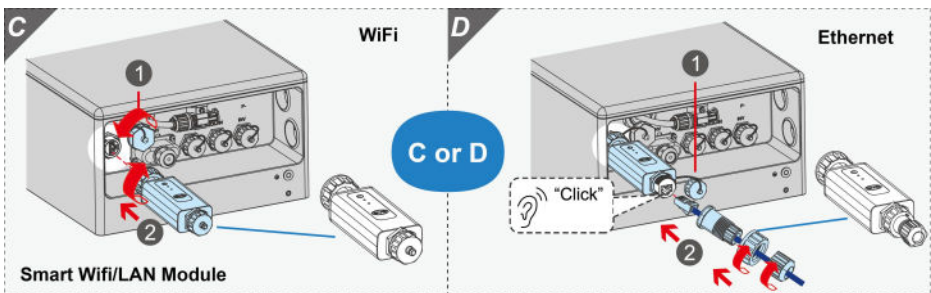 C
WiFi
1
2
Smart Wifi/LAN Module
C or D
D
Ethernet
1
"Click"
2